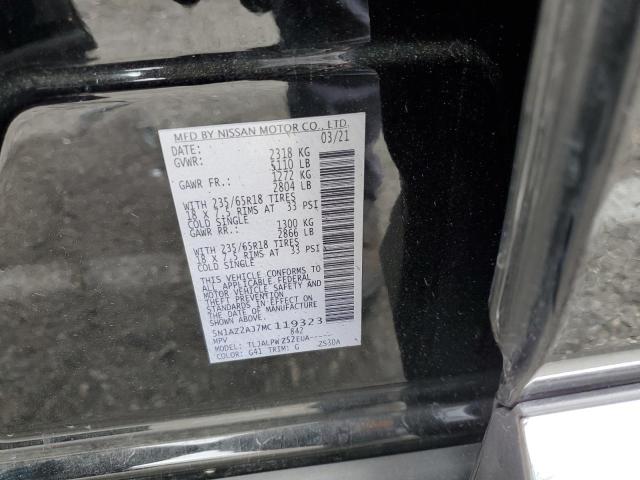 MFD BY NISSAN MOTOR CO., LTD.
DATE: 03/21
GVWR: 2318 KG
5110 LB
GAWR FR.: 1272 KG
2804 LB
WITH 235/65R18 TIRES
18 X 7.5 RIMS AT 33 PSI
COLD SINGLE
GAWR RR.: 1300 KG
2866 LB
WITH 235/65R18 TIRES
18 X 7.5 RIMS AT 33 PSI
COLD SINGLE
THIS VEHICLE CONFORMS TO
ALL APPLICABLE FEDERAL
MOTOR VEHICLE SAFETY AND
THEFT PREVENTION
STANDARDS IN EFFECT ON
THE DATE OF MANUFACTURE
SHOWN ABOVE.
5N1AZ2AJ7MC119323
MPV 842
MODEL: TLJALPWZ52EUA-----
COLOR: G41 TRIM: G 2S30A